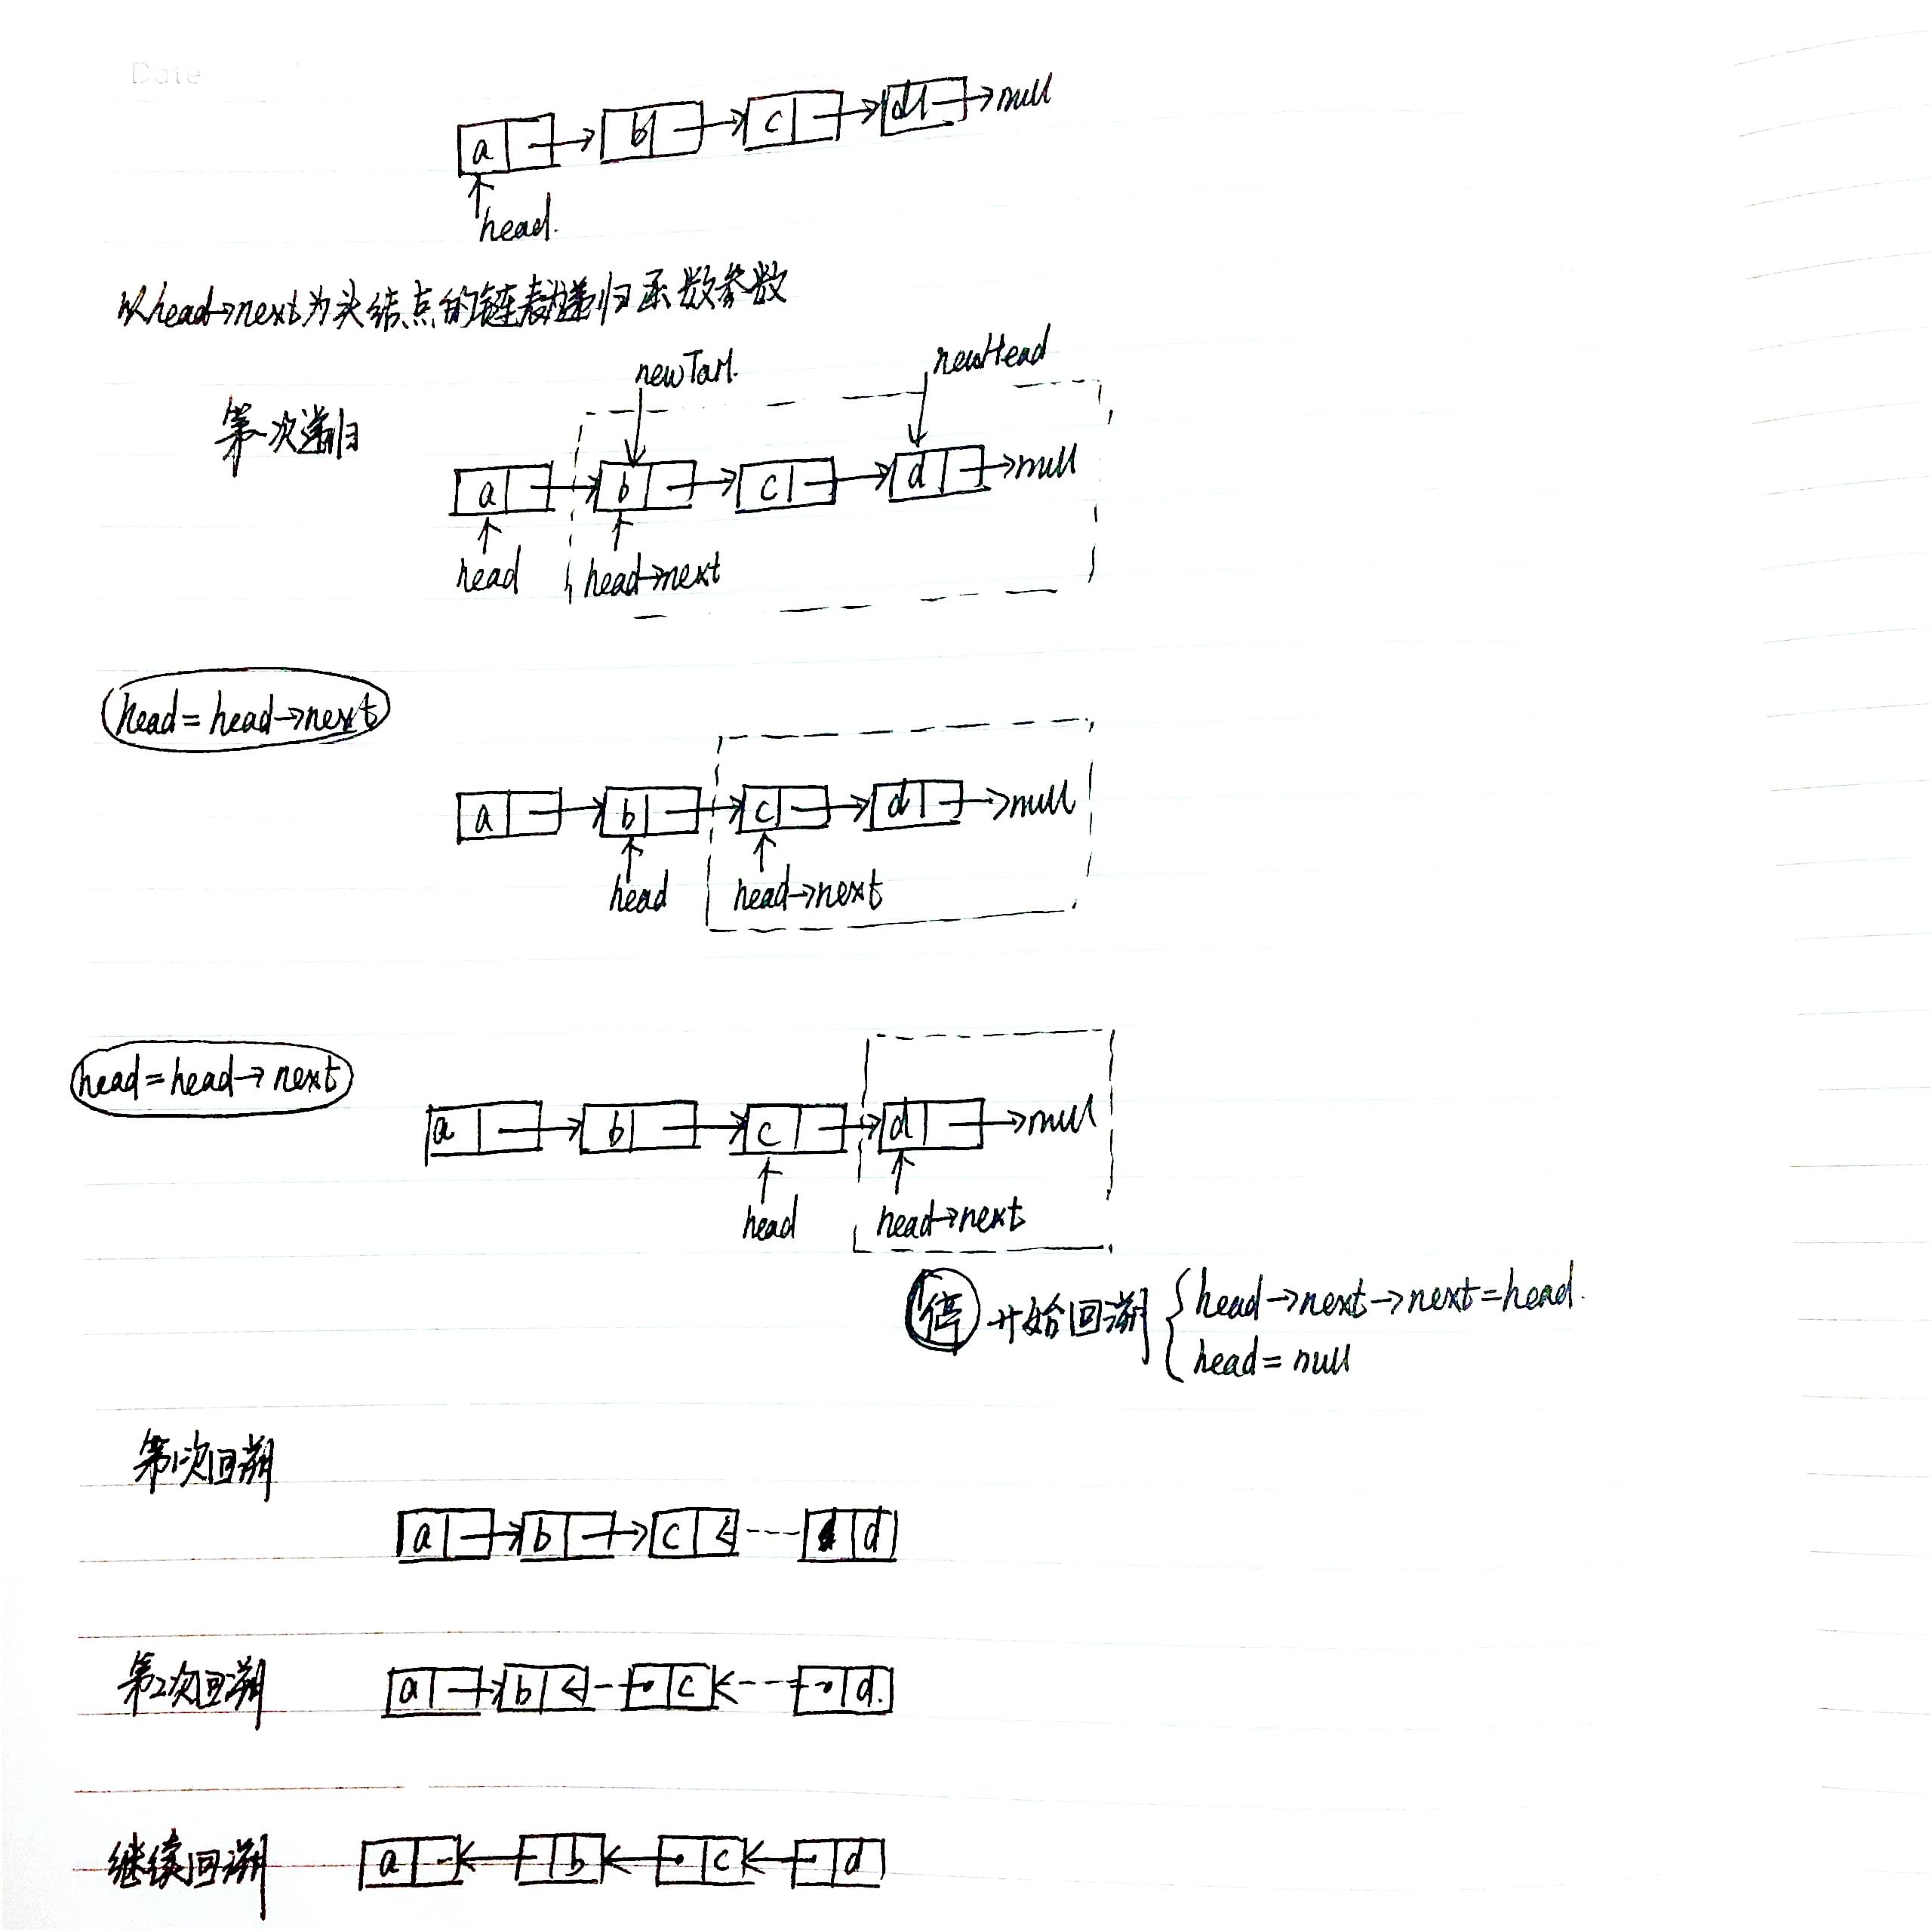 Date
a b c d null
head.
以head→next为头结点的链表递归函数参数
newTail. newHead
第一次递归
a b c d null
head head→next
head=head→next
a b c d null
head head→next
head=head→next
a b c d null
head head→next
停 开始回溯 { head→next→next=head.
head=null
第1次回溯
a b c d
第2次回溯
a b c d.
继续回溯
a b c d